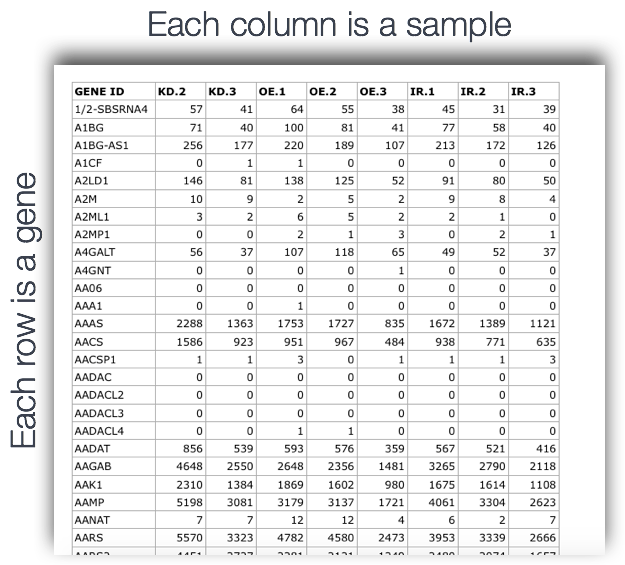 Each column is a sample
Each row is a gene
GENE ID KD.2 KD.3 OE.1 OE.2 OE.3 IR.1 IR.2 IR.3
1/2-SBSRNA4 57 41 64 55 38 45 31 39
A1BG 71 40 100 81 41 77 58 40
A1BG-AS1 256 177 220 189 107 213 172 126
A1CF 0 1 1 0 0 0 0 0
A2LD1 146 81 138 125 52 91 80 50
A2M 10 9 2 5 2 9 8 4
A2ML1 3 2 6 5 2 2 1 0
A2MP1 0 0 2 1 3 0 2 1
A4GALT 56 37 107 118 65 49 52 37
A4GNT 0 0 0 0 1 0 0 0
AA06 0 0 0 0 0 0 0 0
AAA1 0 0 1 0 0 0 0 0
AAAS 2288 1363 1753 1727 835 1672 1389 1121
AACS 1586 923 951 967 484 938 771 635
AACSP1 1 1 3 0 1 1 1 3
AADAC 0 0 0 0 0 0 0 0
AADACL2 0 0 0 0 0 0 0 0
AADACL3 0 0 0 0 0 0 0 0
AADACL4 0 0 1 1 0 0 0 0
AADAT 856 539 593 576 359 567 521 416
AAGAB 4648 2550 2648 2356 1481 3265 2790 2118
AAK1 2310 1384 1869 1602 980 1675 1614 1108
AAMP 5198 3081 3179 3137 1721 4061 3304 2623
AANAT 7 7 12 12 4 6 2 7
AARS 5570 3323 4782 4580 2473 3953 3339 2666